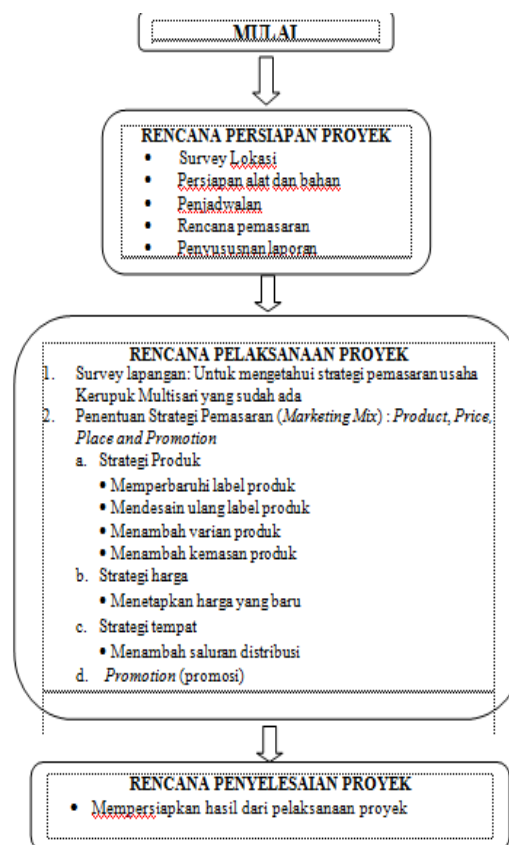 MULAI
RENCANA PERSIAPAN PROYEK
• Survey Lokasi
• Persiapan alat dan bahan
• Penjadwalan
• Rencana pemasaran
• Penyususnan laporan
RENCANA PELAKSANAAN PROYEK
1. Survey lapangan: Untuk mengetahui strategi pemasaran usaha
Kerupuk Multisari yang sudah ada
2. Penentuan Strategi Pemasaran (Marketing Mix) : Product, Price,
Place and Promotion
a. Strategi Produk
• Memperbaruhi label produk
• Mendesain ulang label produk
• Menambah varian produk
• Menambah kemasan produk
b. Strategi harga
• Menetapkan harga yang baru
c. Strategi tempat
• Menambah saluran distribusi
d. Promotion (promosi)
RENCANA PENYELESAIAN PROYEK
• Mempersiapkan hasil dari pelaksanaan proyek